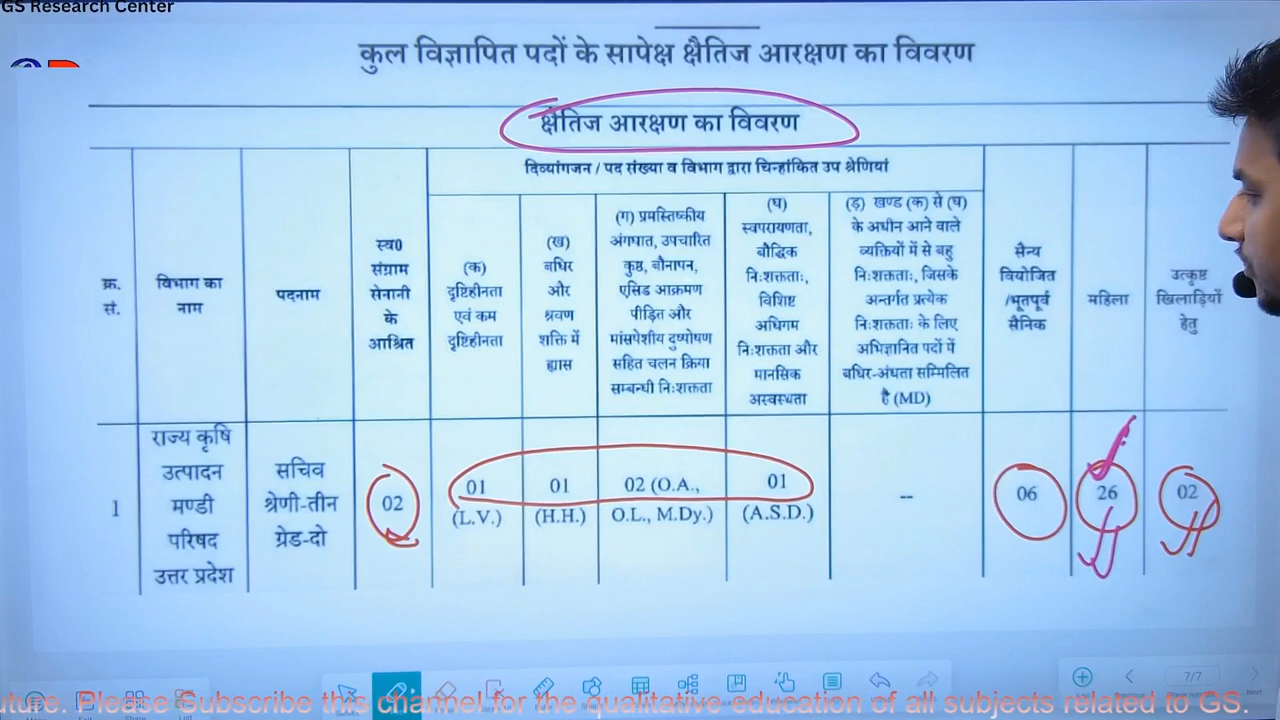 GS Research Center
कुल विज्ञापित पदों के सापेक्ष क्षैतिज आरक्षण का विवरण
क्षैतिज आरक्षण का विवरण
क्र.
सं.
विभाग का
नाम
पदनाम
स्व0
संग्राम
सेनानी
के
आश्रित
दिव्यांगजन / पद संख्या व विभाग द्वारा चिन्हांकित उप श्रेणियां
(क)
दृष्टिहीनता
एवं कम
दृष्टिहीनता
(ख)
बधिर
और
श्रवण
शक्ति में
ह्रास
(ग) प्रमस्तिष्कीय
अंगघात, उपचारित
कुष्ठ, बौनापन,
एसिड आक्रमण
पीड़ित और
मांसपेशीय दुष्पोषण
सहित चलन क्रिया
सम्बन्धी निःशक्तता
(घ)
स्वपरायणता,
बौद्धिक
निःशक्तताः,
विशिष्ट
अधिगम
निःशक्तता और
मानसिक
अस्वस्थता
(ड़) खण्ड (क) से (घ)
के अधीन आने वाले
व्यक्तियों में से बहु
निःशक्तताः, जिसके
अन्तर्गत प्रत्येक
निःशक्तताः के लिए
अभिज्ञानित पदों में
बधिर-अंधता सम्मिलित
है (MD)
सैन्य
वियोजित
/भूतपूर्व
सैनिक
महिला
उत्कृष्ट
खिलाड़ियों
हेतु
1
राज्य कृषि
उत्पादन
मण्डी
परिषद
उत्तर प्रदेश
सचिव
श्रेणी-तीन
ग्रेड-दो
02
01
(L.V.)
01
(H.H.)
02 (O.A.,
O.L., M.Dy.)
01
(A.S.D.)
--
06
26
02
7/7
uture. Please Subscribe this channel for the qualitative education of all subjects related to GS.